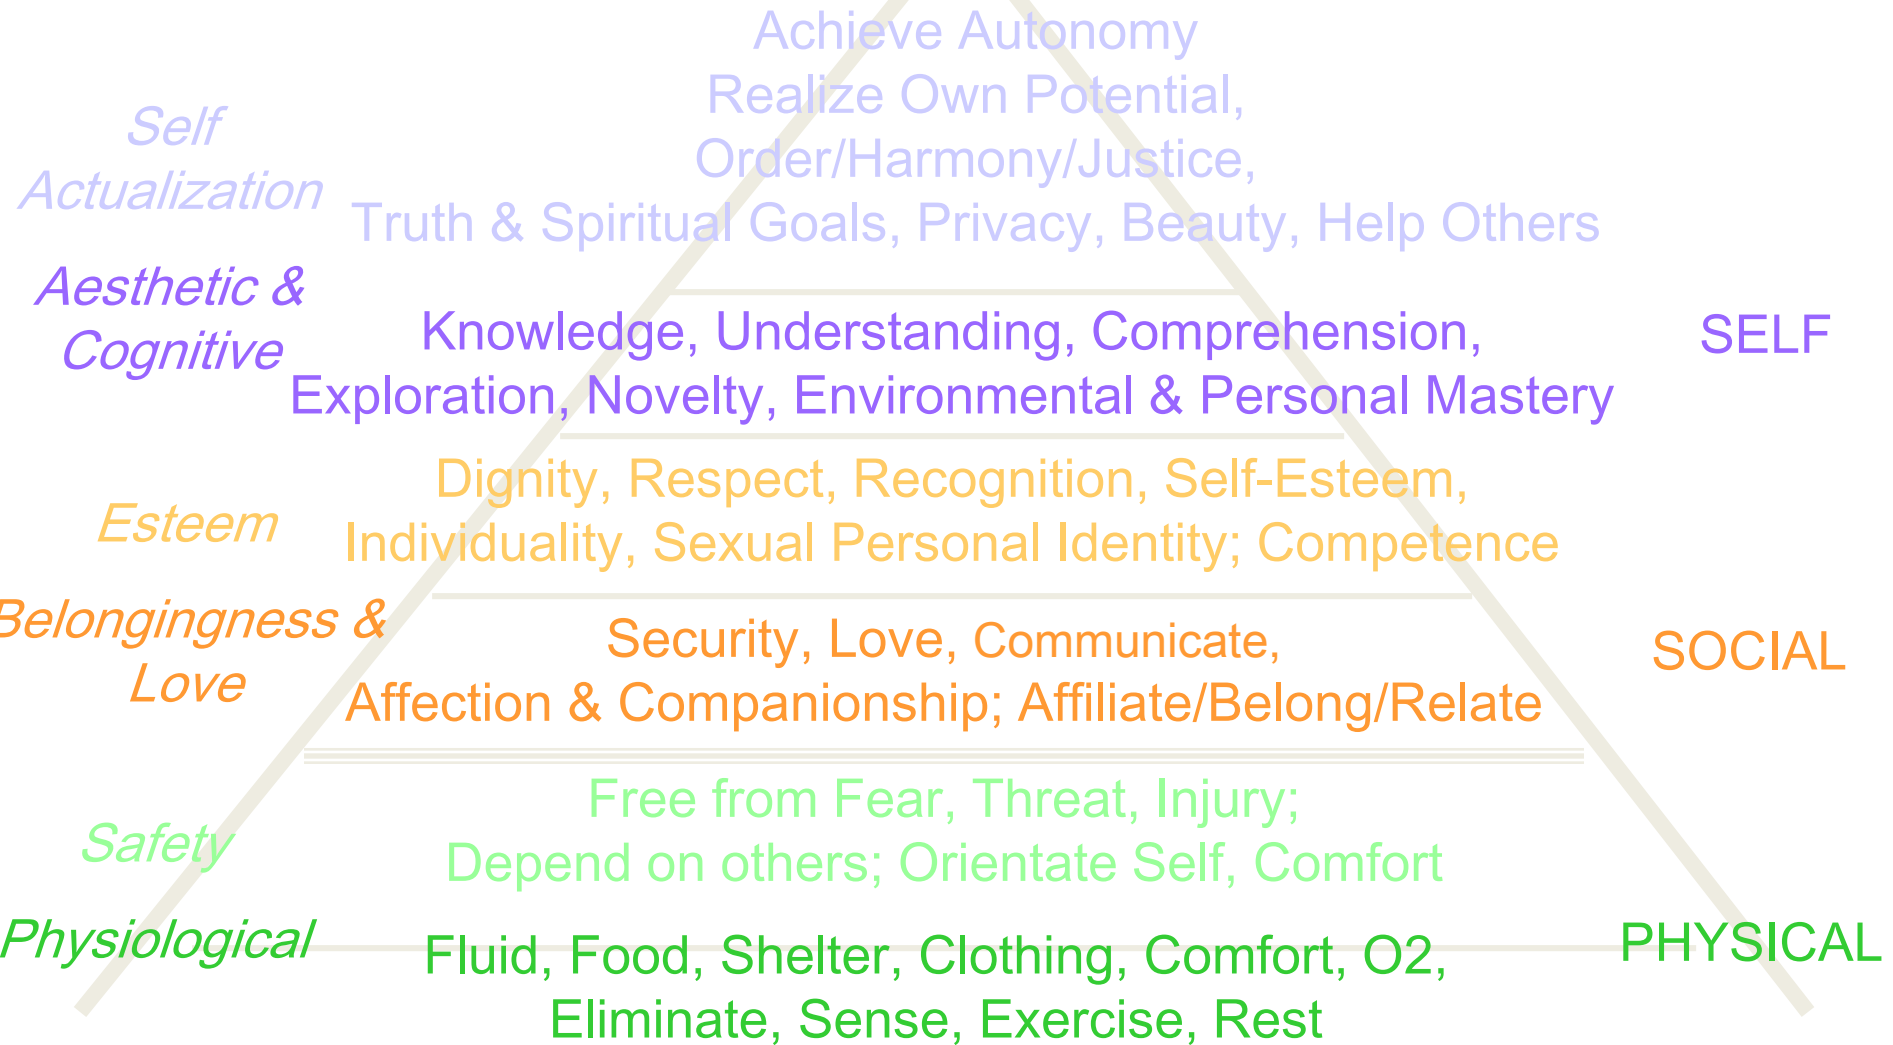 Achieve Autonomy
Realize Own Potential,
Order/Harmony/Justice,
Truth & Spiritual Goals, Privacy, Beauty, Help Others
Self
Actualization
Aesthetic &
Cognitive
Knowledge, Understanding, Comprehension,
Exploration, Novelty, Environmental & Personal Mastery
SELF
Dignity, Respect, Recognition, Self-Esteem,
Individuality, Sexual Personal Identity; Competence
Esteem
Belongingness &
Love
Security, Love, Communicate,
Affection & Companionship; Affiliate/Belong/Relate
SOCIAL
Free from Fear, Threat, Injury;
Depend on others; Orientate Self, Comfort
Safety
Physiological
Fluid, Food, Shelter, Clothing, Comfort, O2,
Eliminate, Sense, Exercise, Rest
PHYSICAL